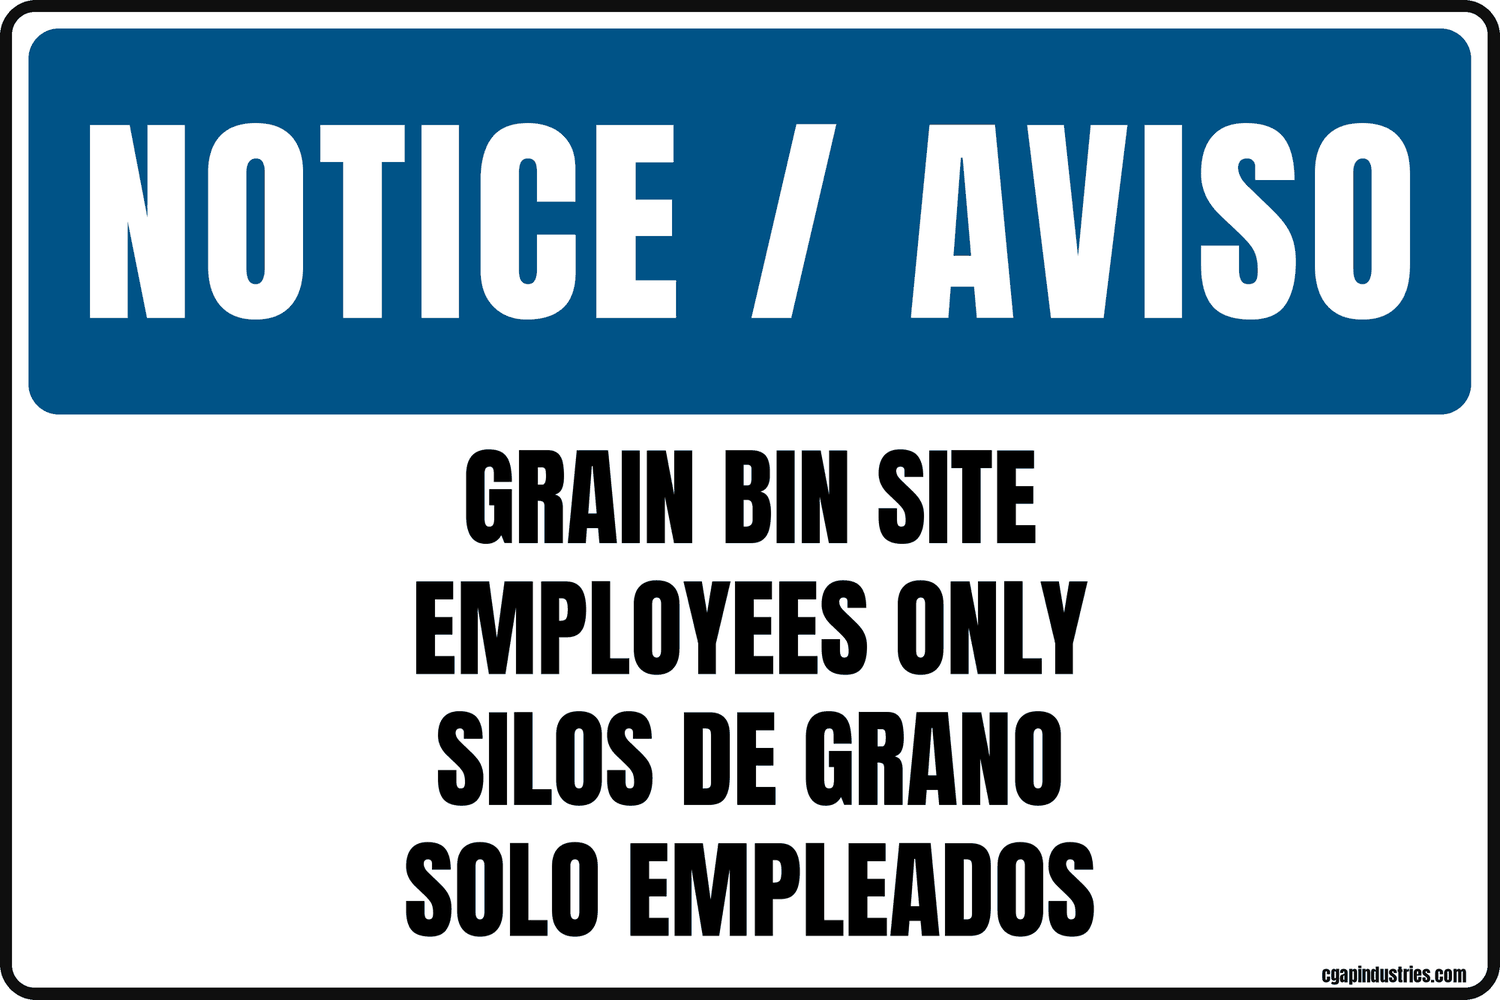 NOTICE / AVISO
GRAIN BIN SITE
EMPLOYEES ONLY
SILOS DE GRANO
SOLO EMPLEADOS
cgapindustries.com